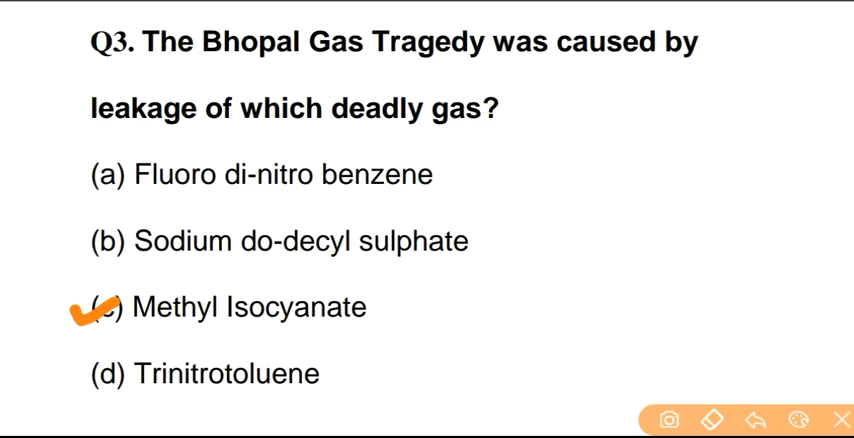 Q3. The Bhopal Gas Tragedy was caused by
leakage of which deadly gas?
(a) Fluoro di-nitro benzene
(b) Sodium do-decyl sulphate
(c) Methyl Isocyanate
(d) Trinitrotoluene